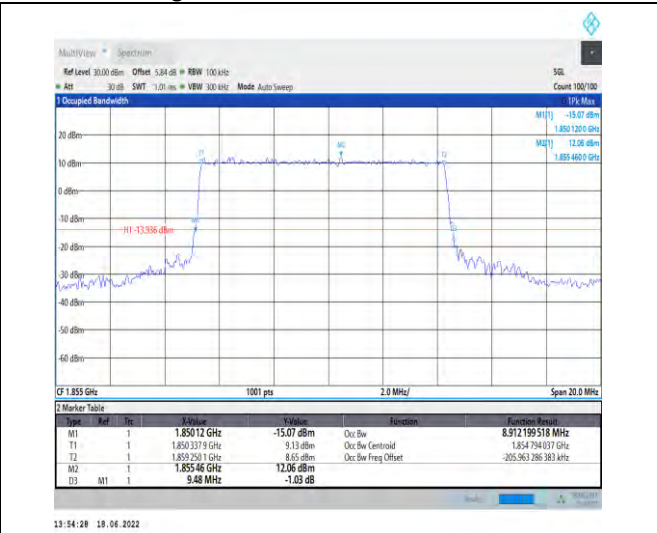 MultiView Spectrum
Ref Level 30.00 dBm Offset 5.84 dB RBW 100 kHz SGL
Att 30 dB SWT 1.01 ms VBW 300 kHz Mode Auto Sweep Count 100/100
1 Occupied Bandwidth 1Pk Max
M1[1] -15.07 dBm
1.850 120 0 GHz
M2[1] 12.06 dBm
1.855 460 0 GHz
20 dBm
M2
T1 T2
10 dBm
0 dBm
-10 dBm
M1
H1 -13.936 dBm
D3
-20 dBm
-30 dBm
-40 dBm
-50 dBm
-60 dBm
CF 1.855 GHz 1001 pts 2.0 MHz/ Span 20.0 MHz
2 Marker Table
Type Ref Trc X-Value Y-Value Function Function Result
M1 1 1.85012 GHz -15.07 dBm Occ Bw 8.912 199 518 MHz
T1 1 1.850 337 9 GHz 9.13 dBm Occ Bw Centroid 1.854 794 037 GHz
T2 1 1.859 250 1 GHz 8.65 dBm Occ Bw Freq Offset -205.963 286 383 kHz
M2 1 1.85546 GHz 12.06 dBm
D3 M1 1 9.48 MHz -1.03 dB
13:54:28 18.06.2022